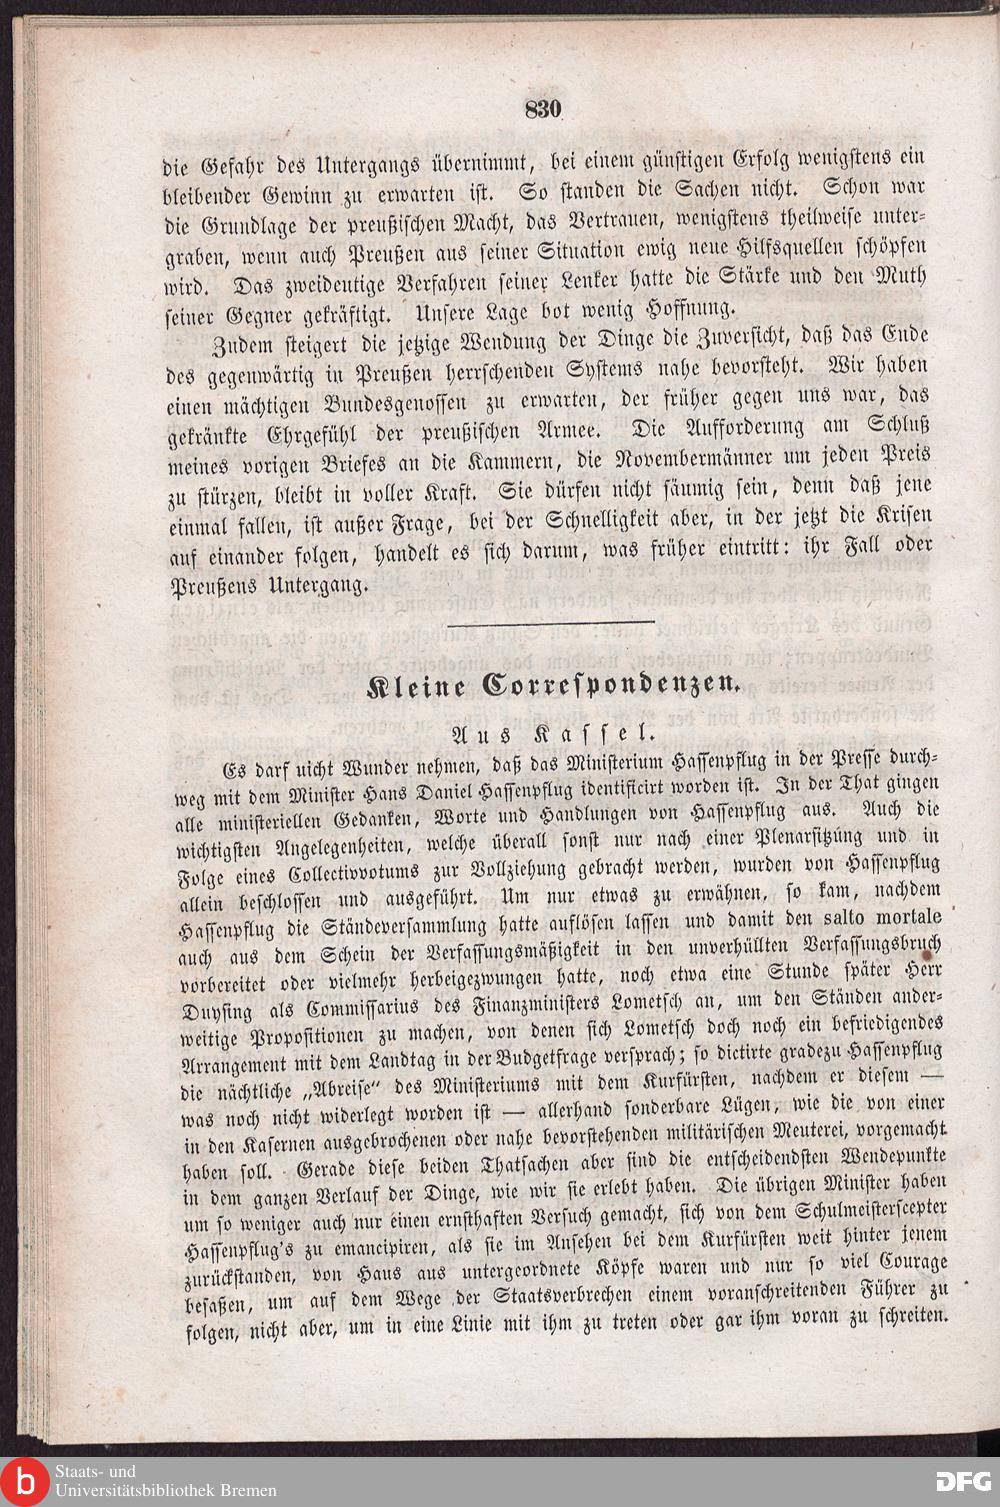 830
die Gefahr des Untergangs übernimmt, bei einem günstigen Erfolg wenigstens ein
bleibender Gewinn zu erwarten ist. So standen die Sachen nicht. Schon war
die Grundlage der preußischen Macht, das Vertrauen, wenigstens theilweise unter-
graben, wenn auch Preußen aus seiner Situation ewig neue Hilfsquellen schöpfen
wird. Das zweideutige Verfahren seiner Lenker hatte die Stärke und den Muth
seiner Gegner gekräftigt. Unsere Lage bot wenig Hoffnung.
Zudem steigert die jetzige Wendung der Dinge die Zuversicht, daß das Ende
des gegenwärtig in Preußen herrschenden Systems nahe bevorsteht. Wir haben
einen mächtigen Bundesgenossen zu erwarten, der früher gegen uns war, das
gekränkte Ehrgefühl der preußischen Armee. Die Aufforderung am Schluß
meines vorigen Briefes an die Kammern, die Novembermänner um jeden Preis
zu stürzen, bleibt in voller Kraft. Sie dürfen nicht säumig sein, denn daß jene
einmal fallen, ist außer Frage, bei der Schnelligkeit aber, in der jetzt die Krisen
auf einander folgen, handelt es sich darum, was früher eintritt: ihr Fall oder
Preußens Untergang.
Kleine Correspondenzen.
Aus Kassel.
Es darf nicht Wunder nehmen, daß das Ministerium Hassenpflug in der Presse durch-
weg mit dem Minister Hans Daniel Hassenpflug identificirt worden ist. In der That gingen
alle ministeriellen Gedanken, Worte und Handlungen von Hassenpflug aus. Auch die
wichtigsten Angelegenheiten, welche überall sonst nur nach einer Plenarsitzung und in
Folge eines Collectivvotums zur Vollziehung gebracht werden, wurden von Hassenpflug
allein beschlossen und ausgeführt. Um nur etwas zu erwähnen, so kam, nachdem
Hassenpflug die Ständeversammlung hatte auflösen lassen und damit den salto mortale
auch aus dem Schein der Verfassungsmäßigkeit in den unverhüllten Verfassungsbruch
vorbereitet oder vielmehr herbeigezwungen hatte, noch etwa eine Stunde später Herr
Duysing als Commissarius des Finanzministers Lometsch an, um den Ständen ander-
weitige Propositionen zu machen, von denen sich Lometsch doch noch ein befriedigendes
Arrangement mit dem Landtag in der Budgetfrage versprach; so dictirte gradezu Hassenpflug
die nächtliche „Abreise“ des Ministeriums mit dem Kurfürsten, nachdem er diesem —
was noch nicht widerlegt worden ist — allerhand sonderbare Lügen, wie die von einer
in den Kasernen ausgebrochenen oder nahe bevorstehenden militärischen Meuterei, vorgemacht
haben soll. Gerade diese beiden Thatsachen aber sind die entscheidendsten Wendepunkte
in dem ganzen Verlauf der Dinge, wie wir sie erlebt haben. Die übrigen Minister haben
um so weniger auch nur einen ernsthaften Versuch gemacht, sich von dem Schulmeisterscepter
Hassenpflug's zu emancipiren, als sie im Ansehen bei dem Kurfürsten weit hinter jenem
zurückstanden, von Haus aus untergeordnete Köpfe waren und nur so viel Courage
besaßen, um auf dem Wege der Staatsverbrechen einem voranschreitenden Führer zu
folgen, nicht aber, um in eine Linie mit ihm zu treten oder gar ihm voran zu schreiten.
b
Staats- und
Universitätsbibliothek Bremen
DFG